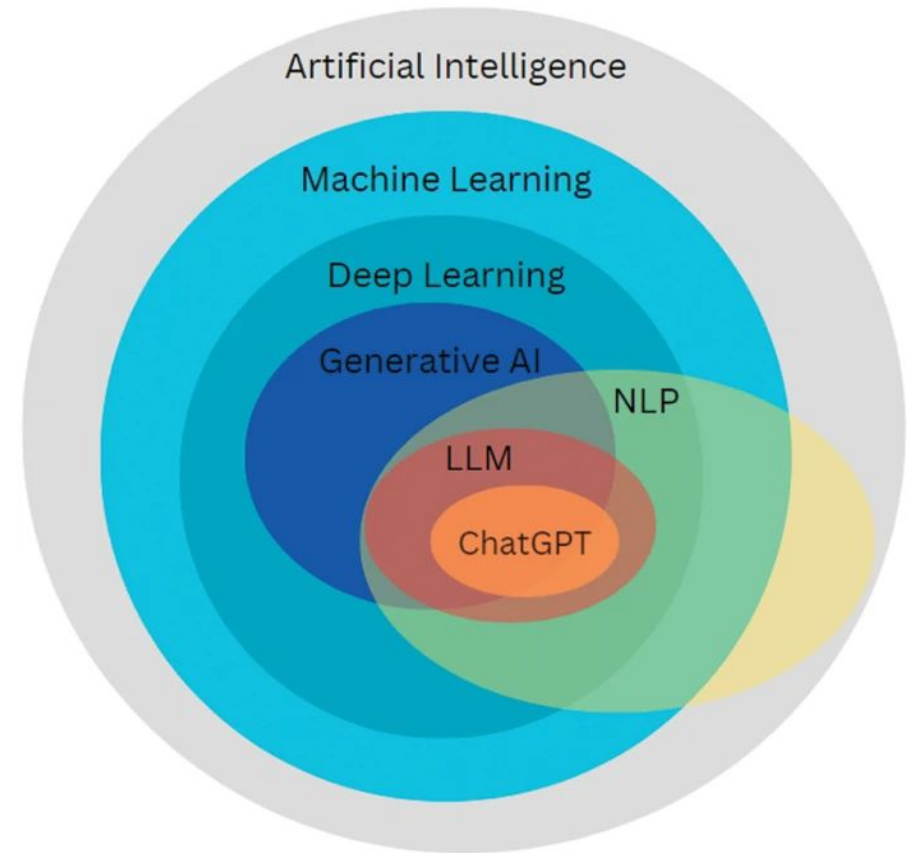 Artificial Intelligence
Machine Learning
Deep Learning
Generative AI
NLP
LLM
ChatGPT